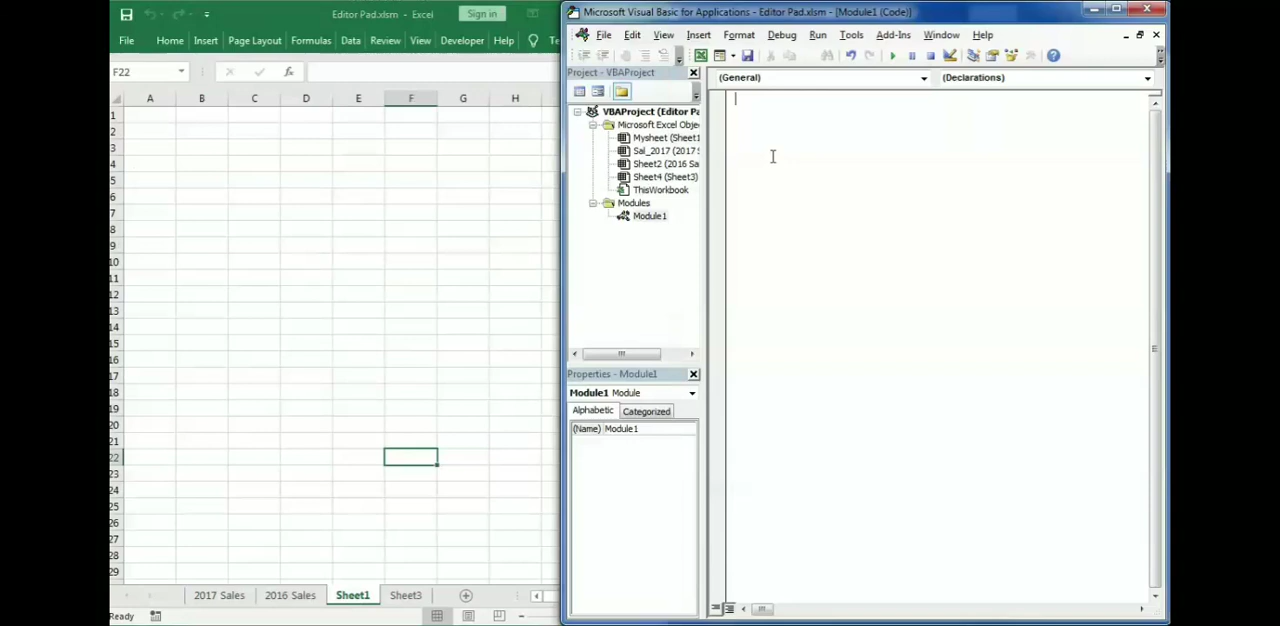 Editor Pad.xlsm - Excel
Sign in
File Home Insert Page Layout Formulas Data Review View Developer Help
F22
fx
A B C D E F G H
1
2
3
4
5
6
7
8
9
10
11
12
13
14
15
16
17
18
19
20
21
22
23
24
25
26
27
28
29
2017 Sales 2016 Sales Sheet1 Sheet3
Microsoft Visual Basic for Applications - Editor Pad.xlsm - [Module1 (Code)]
File Edit View Insert Format Debug Run Tools Add-Ins Window Help
Project - VBAProject
VBAProject (Editor Pa
Microsoft Excel Obje
Mysheet (Sheet1
Sal_2017 (2017 S
Sheet2 (2016 Sa
Sheet4 (Sheet3)
ThisWorkbook
Modules
Module1
Properties - Module1
Module1 Module
Alphabetic Categorized
(Name) Module1
(General) (Declarations)